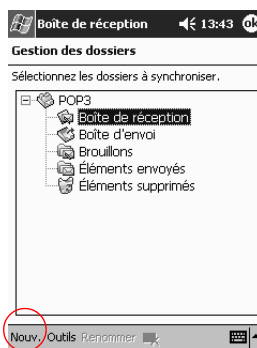 Boîte de réception 13:43 ok
Gestion des dossiers
Sélectionnez les dossiers à synchroniser.
POP3
Boîte de réception
Boîte d'envoi
Brouillons
Éléments envoyés
Éléments supprimés
Nouv. Outils Renommer